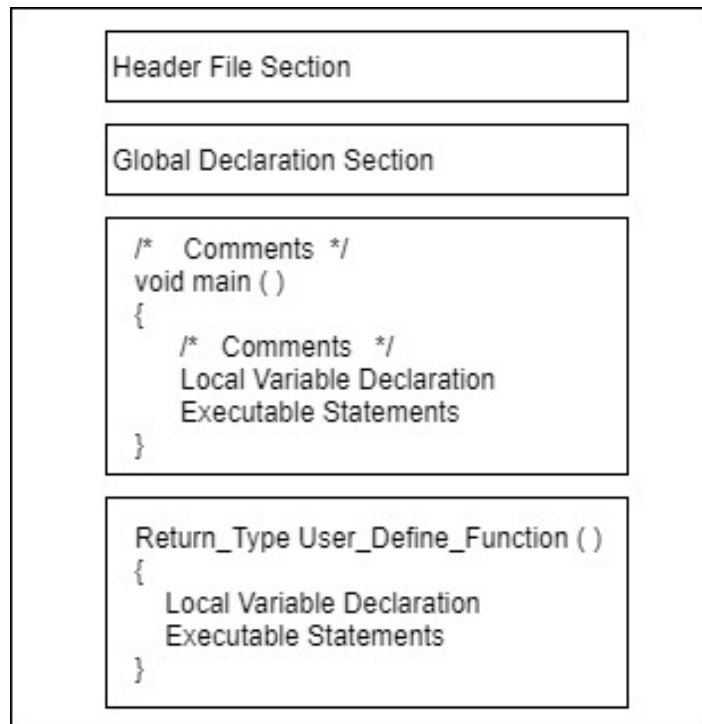 Header File Section
Global Declaration Section
/* Comments */
void main ( )
{
/* Comments */
Local Variable Declaration
Executable Statements
}
Return_Type User_Define_Function ( )
{
Local Variable Declaration
Executable Statements
}